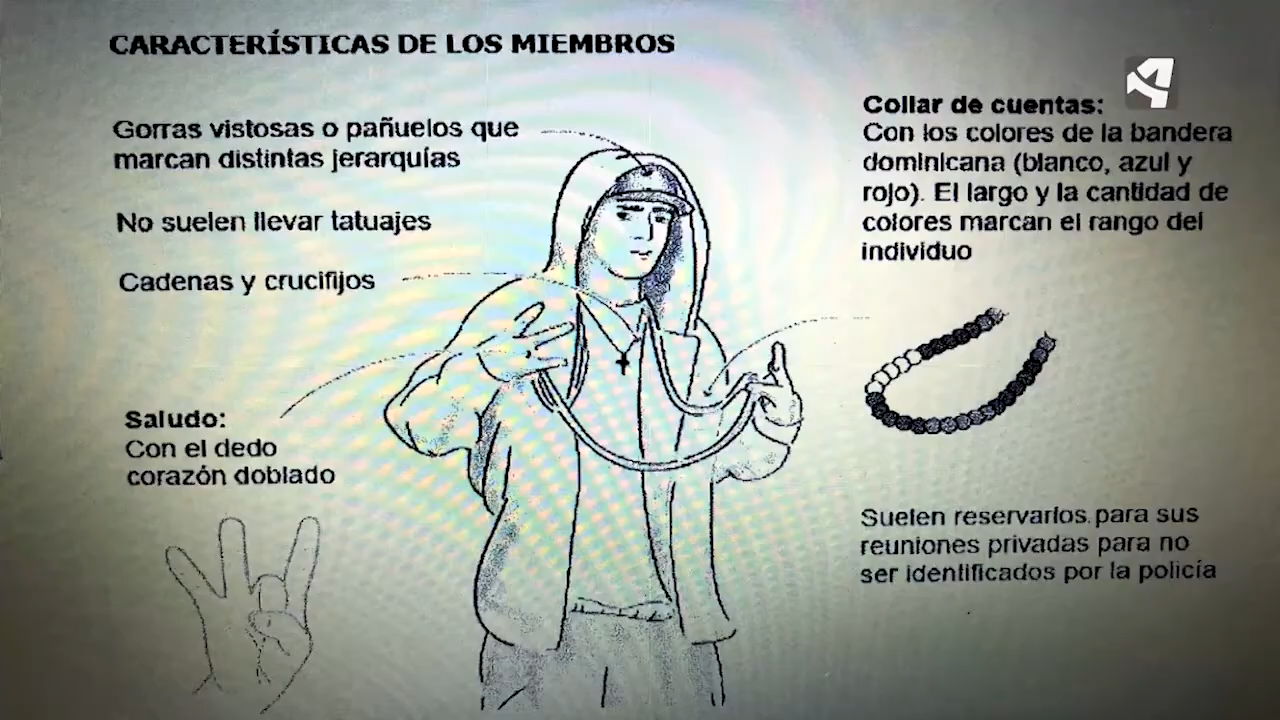 CARACTERÍSTICAS DE LOS MIEMBROS
Gorras vistosas o pañuelos que
marcan distintas jerarquías
No suelen llevar tatuajes
Cadenas y crucifijos
Saludo:
Con el dedo
corazón doblado
Collar de cuentas:
Con los colores de la bandera
dominicana (blanco, azul y
rojo). El largo y la cantidad de
colores marcan el rango del
individuo
Suelen reservarlos para sus
reuniones privadas para no
ser identificados por la policía